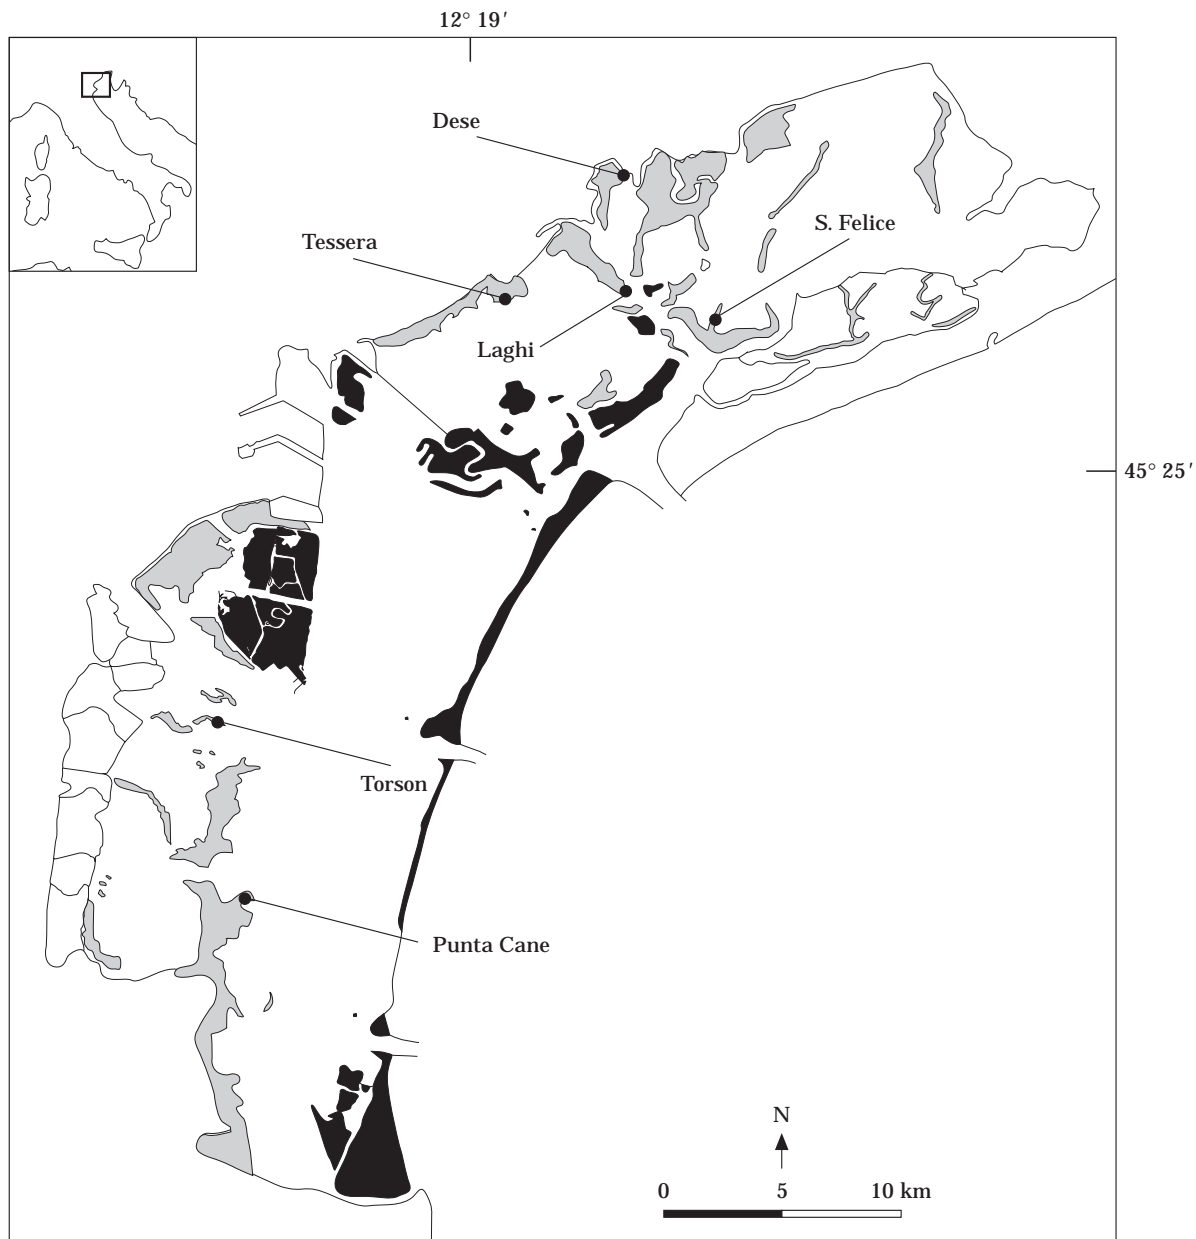 12° 19′
Dese
S. Felice
Tessera
Laghi
45° 25′
Torson
Punta Cane
N
0 5 10 km